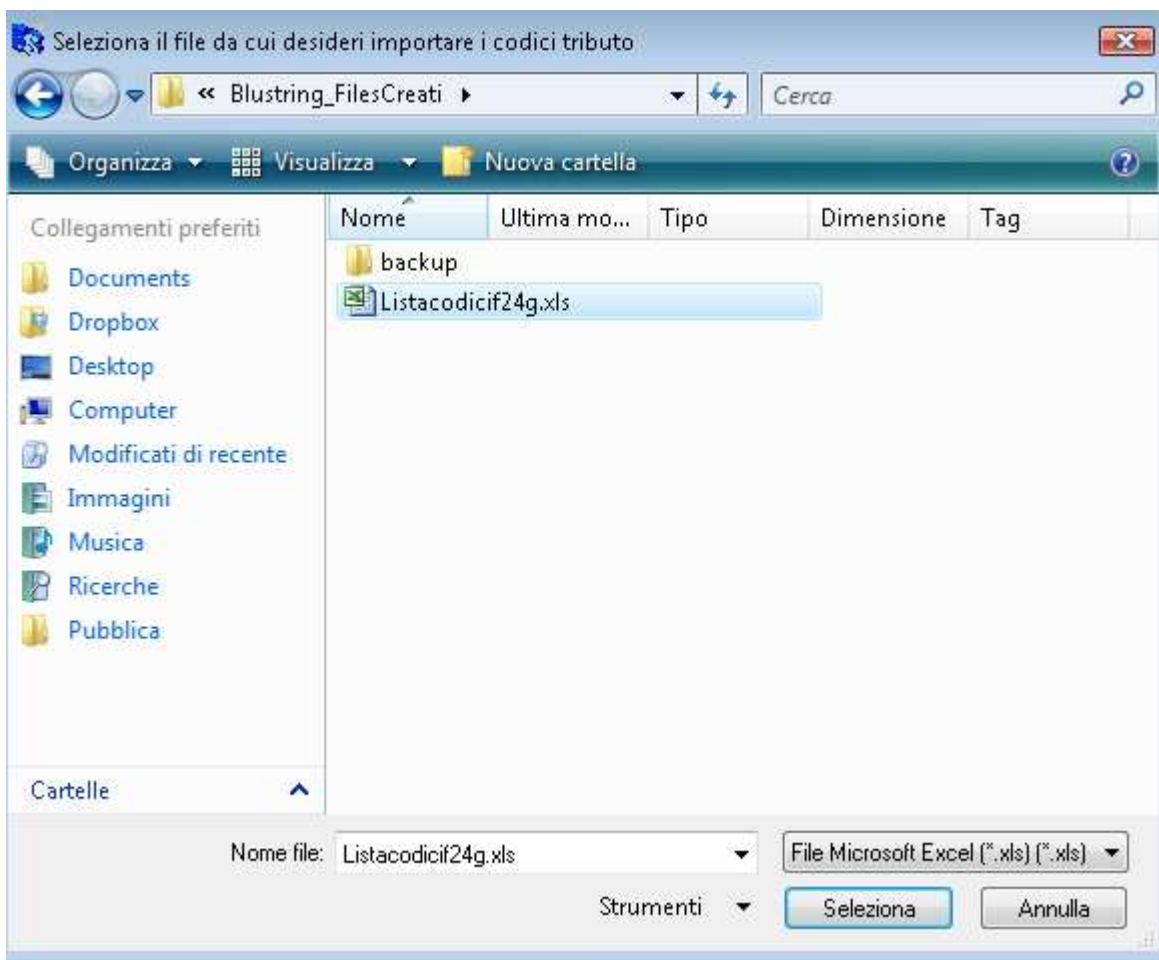 Seleziona il file da cui desideri importare i codici tributo
« Blustring_FilesCreati
Cerca
Organizza Visualizza Nuova cartella
Collegamenti preferiti
Nome Ultima mo... Tipo Dimensione Tag
Documents
Dropbox
Desktop
Computer
Modificati di recente
Immagini
Musica
Ricerche
Pubblica
backup
Listacodicif24g.xls
Cartelle
Nome file: Listacodicif24g.xls File Microsoft Excel (*.xls) (*.xls)
Strumenti Seleziona Annulla